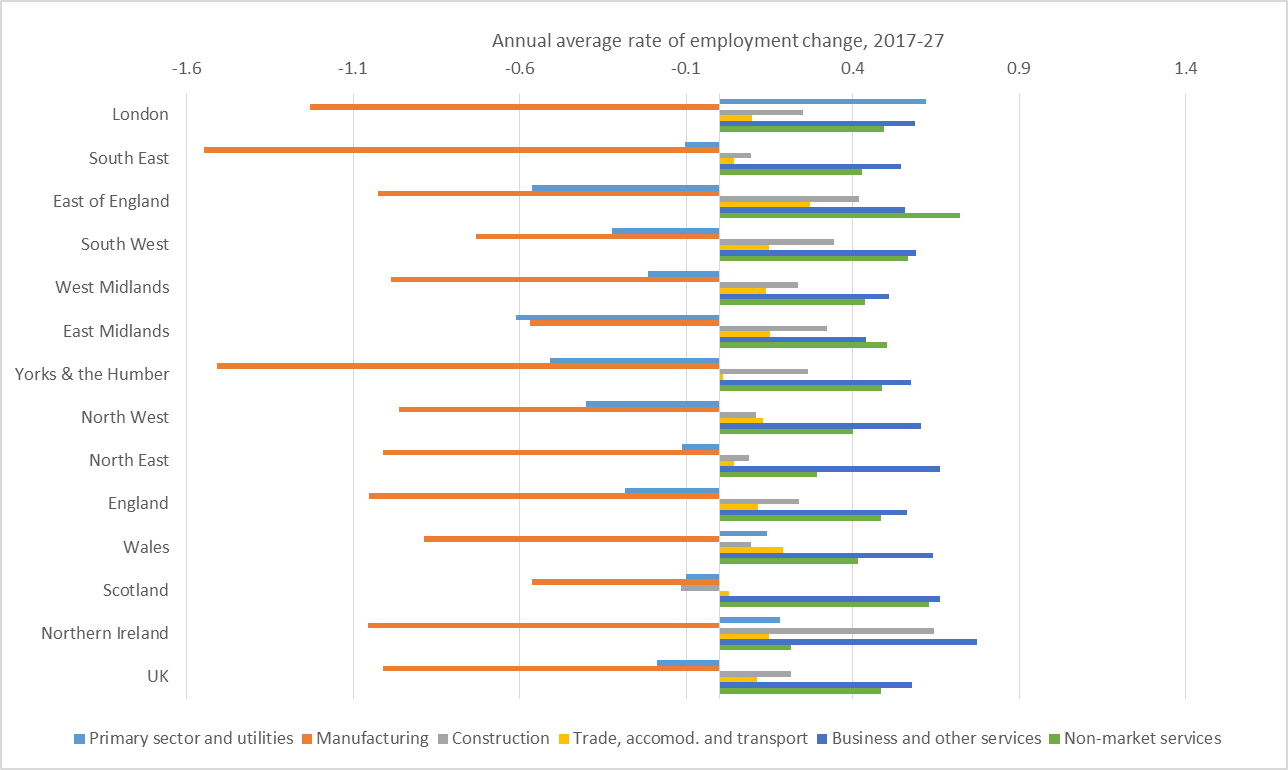 Annual average rate of employment change, 2017-27
-1.6 -1.1 -0.6 -0.1 0.4 0.9 1.4
London
South East
East of England
South West
West Midlands
East Midlands
Yorks & the Humber
North West
North East
England
Wales
Scotland
Northern Ireland
UK
Primary sector and utilities Manufacturing Construction Trade, accomod. and transport Business and other services Non-market services